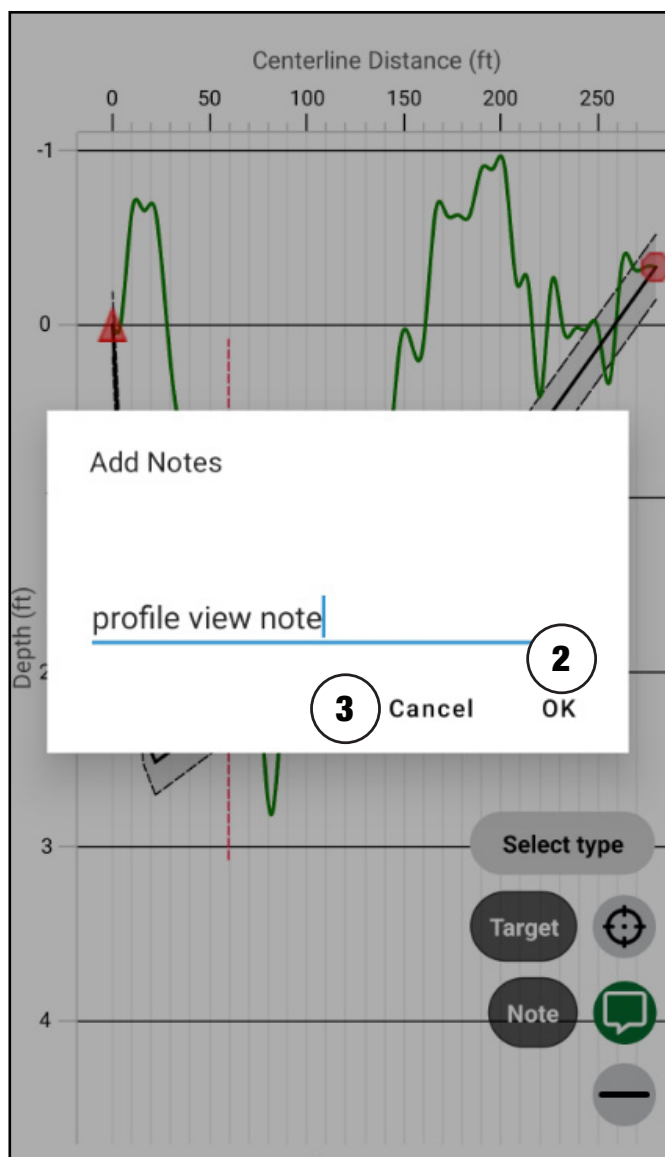 Centerline Distance (ft)
0 50 100 150 200 250
-1
0
Add Notes
profile view note
Depth (ft)
2
2
3 Cancel OK
3
Select type
Target
Note
4